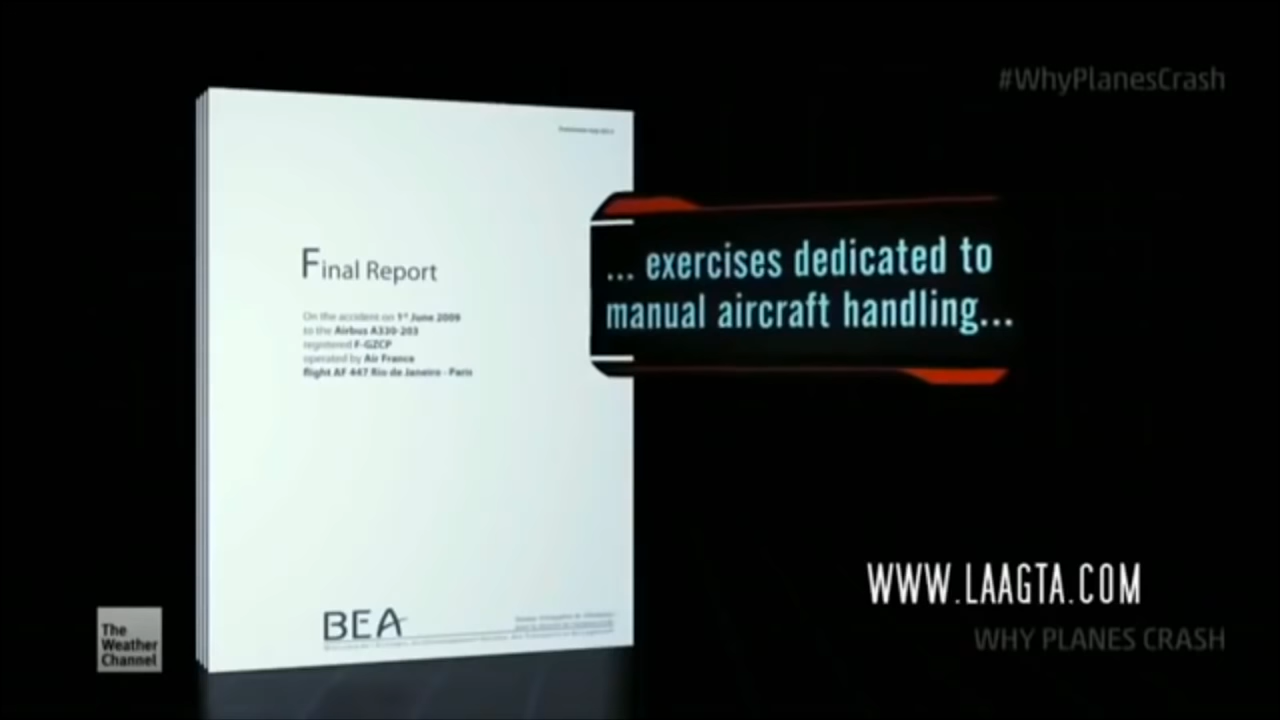 #WhyPlanesCrash
Final Report
On the accident on 1st June 2009
to the Airbus A330-203
registered F-GZCP
operated by Air France
flight AF 447 Rio de Janeiro - Paris
... exercises dedicated to
manual aircraft handling...
BEA
WWW.LAAGTA.COM
WHY PLANES CRASH
The
Weather
Channel